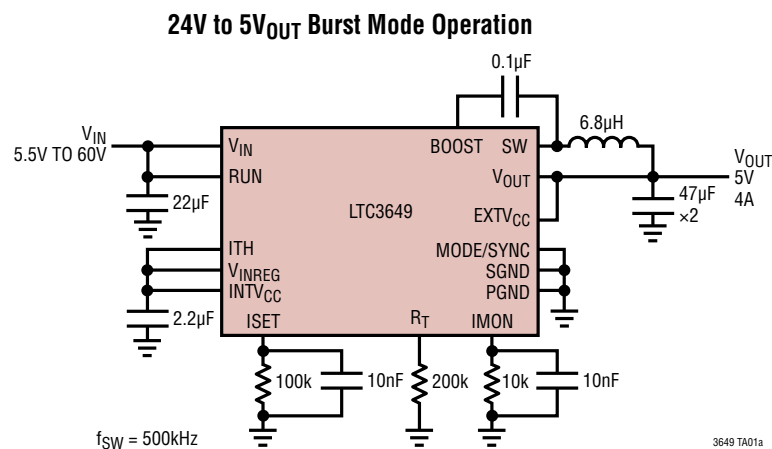 24V to 5VOUT Burst Mode Operation
0.1µF
6.8µH
VIN
5.5V TO 60V
VIN
BOOST
SW
RUN
VOUT
VOUT
5V
4A
22µF
LTC3649
EXTVCC
47µF
×2
ITH
MODE/SYNC
VINREG
SGND
INTVCC
PGND
2.2µF
ISET
RT
IMON
100k
10nF
200k
10k
10nF
fSW = 500kHz
3649 TA01a